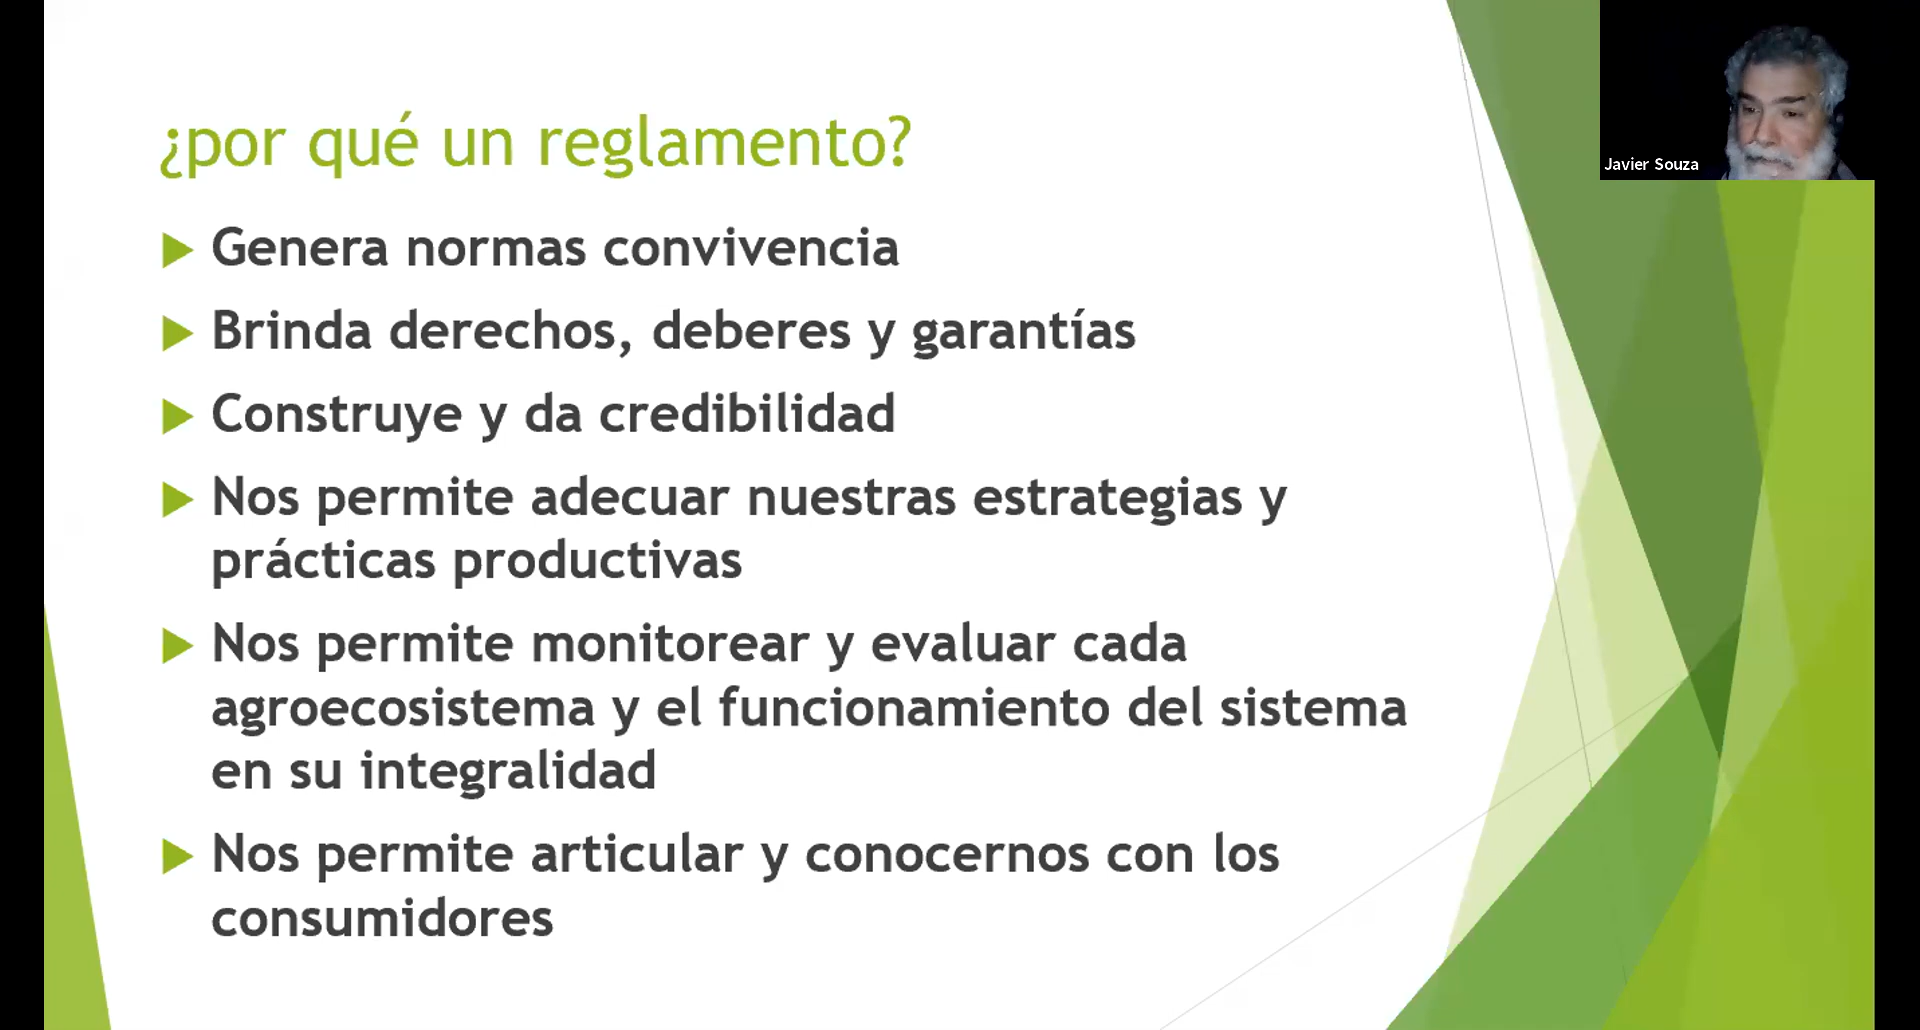 ¿por qué un reglamento?
Genera normas convivencia
Brinda derechos, deberes y garantías
Construye y da credibilidad
Nos permite adecuar nuestras estrategias y
prácticas productivas
Nos permite monitorear y evaluar cada
agroecosistema y el funcionamiento del sistema
en su integralidad
Nos permite articular y conocernos con los
consumidores
Javier Souza